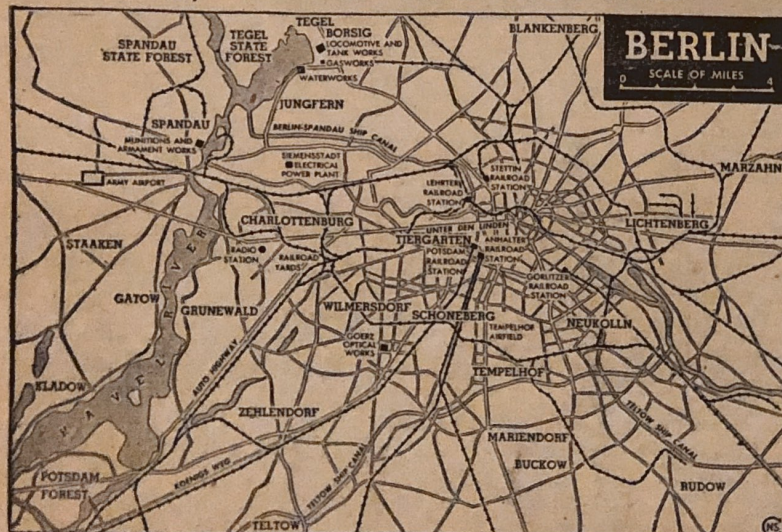 BERLIN-
SCALE OF MILES
0 4
TEGEL
BORSIG
LOCOMOTIVE AND
TANK WORKS
GASWORKS
WATERWORKS
TEGEL
STATE
FOREST
SPANDAU
STATE FOREST
BLANKENBERG
JUNGFERN
BERLIN-SPANDAU SHIP CANAL
SPANDAU
MUNITIONS AND
ARMAMENT WORKS
SIEMENSSTADT
ELECTRICAL
POWER PLANT
STETTIN
RAILROAD
STATION
MARZAHN
ARMY AIRPORT
LEHRTER
RAILROAD
STATION
CHARLOTTENBURG
UNTER DEN LINDEN
LICHTENBERG
STAAKEN
RADIO
STATION
RAILROAD
YARDS
TIERGARTEN
POTSDAM
RAILROAD
STATION
ANHALTER
RAILROAD
STATION
GORLITZER
RAILROAD
STATION
GATOW
GRUNEWALD
WILMERSDORF
SCHONEBERG
NEUKOLLN
GOERZ
OPTICAL
WORKS
TEMPELHOF
AIRFIELD
HAVEL RIVER
AUTO HIGHWAY
KLADOW
TEMPELHOF
ZEHLENDORF
TELTOW SHIP CANAL
MARIENDORF
BUCKOW
POTSDAM
FOREST
KOENIGS WEG
TELTOW SHIP CANAL
RUDOW
TELTOW